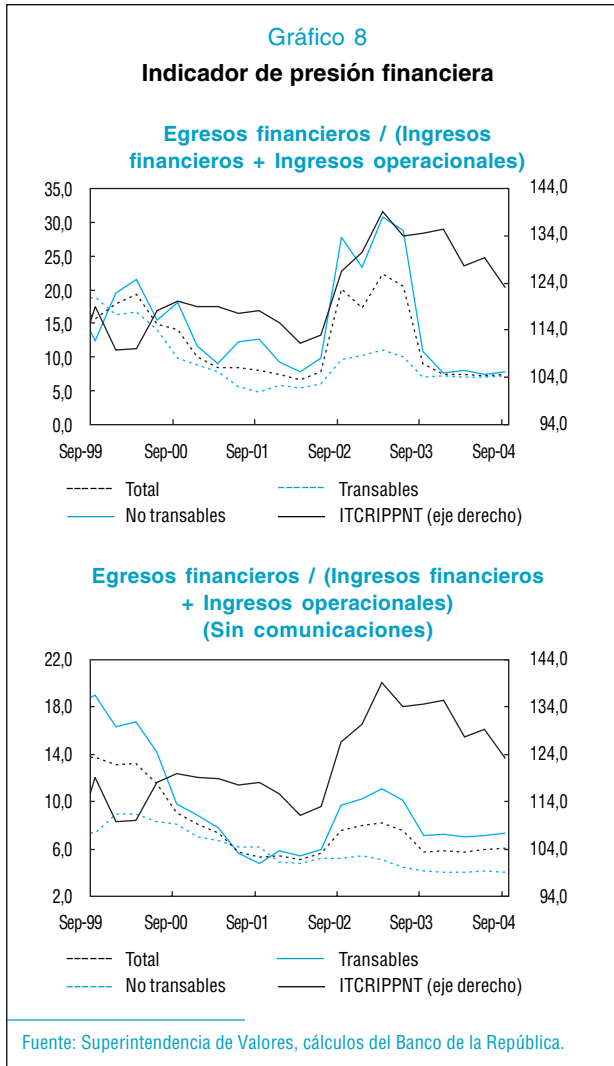 Gráfico 8
Indicador de presión financiera
Egresos financieros / (Ingresos
financieros + Ingresos operacionales)
35,0
30,0
25,0
20,0
15,0
10,0
5,0
0,0
144,0
134,0
124,0
114,0
104,0
94,0
Sep-99 Sep-00 Sep-01 Sep-02 Sep-03 Sep-04
Total Transables
No transables ITCRIPPNT (eje derecho)
Egresos financieros / (Ingresos financieros
+ Ingresos operacionales)
(Sin comunicaciones)
22,0
18,0
14,0
10,0
6,0
2,0
144,0
134,0
124,0
114,0
104,0
94,0
Sep-99 Sep-00 Sep-01 Sep-02 Sep-03 Sep-04
Total Transables
No transables ITCRIPPNT (eje derecho)
Fuente: Superintendencia de Valores, cálculos del Banco de la República.